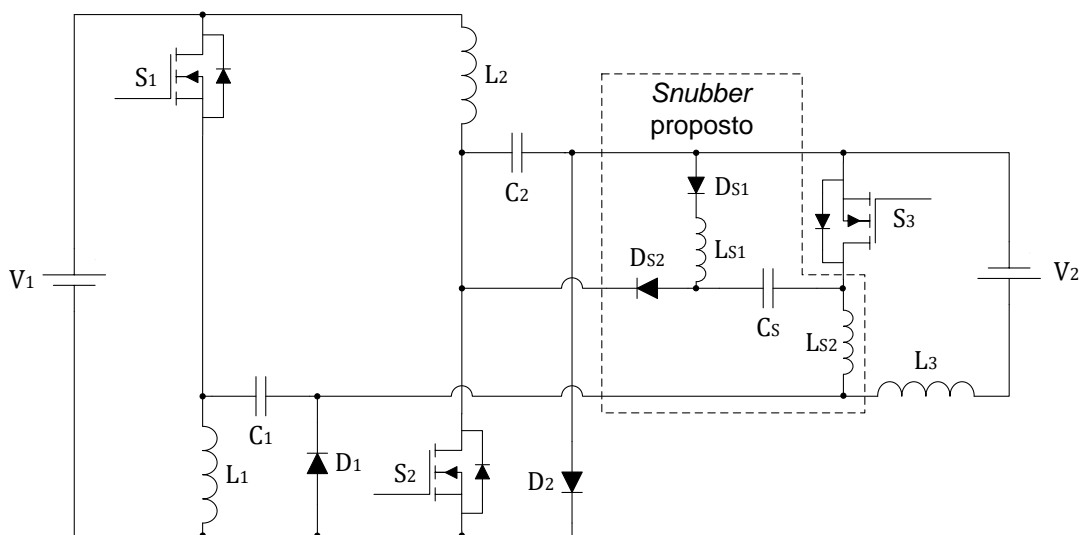 S1
L2
Snubber
proposto
C2
DS1
S3
LS1
DS2
V1
V2
CS
LS2
L3
C1
L1
D1
S2
D2